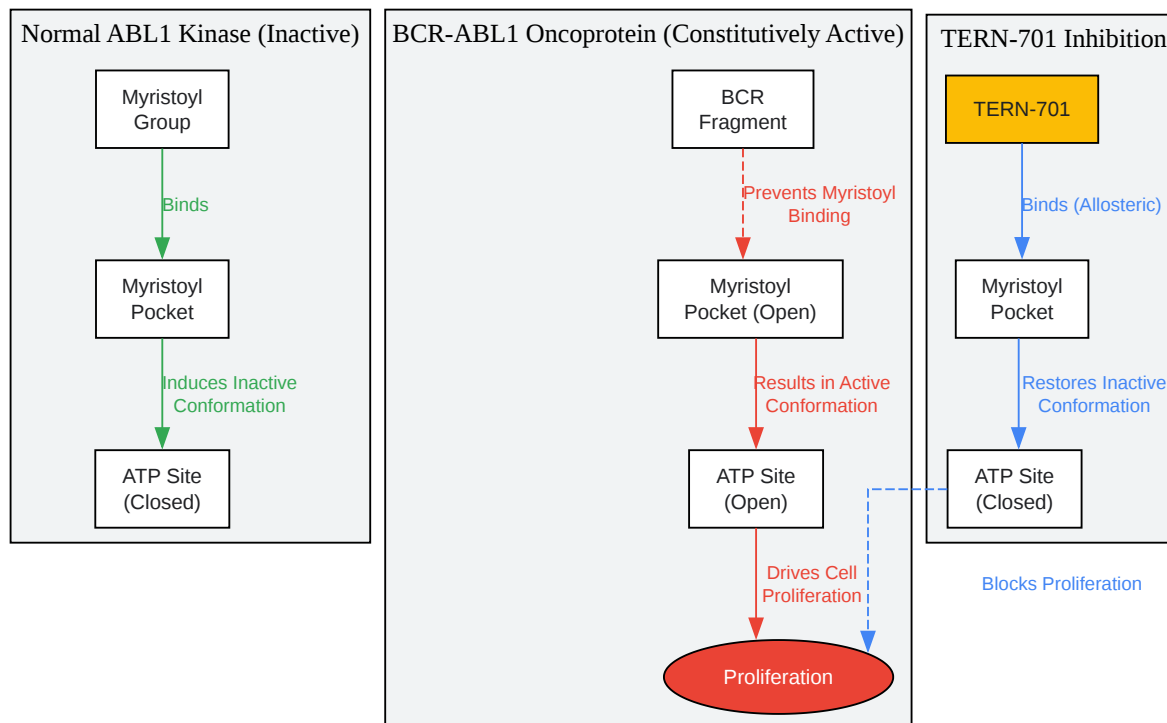 Normal ABL1 Kinase (Inactive)
Myristoyl
Group
Binds
Myristoyl
Pocket
Induces Inactive
Conformation
ATP Site
(Closed)
BCR-ABL1 Oncoprotein (Constitutively Active)
BCR
Fragment
Prevents Myristoyl
Binding
Myristoyl
Pocket (Open)
Results in Active
Conformation
ATP Site
(Open)
Drives Cell
Proliferation
Proliferation
TERN-701 Inhibition
TERN-701
Binds (Allosteric)
Myristoyl
Pocket
Restores Inactive
Conformation
ATP Site
(Closed)
Blocks Proliferation